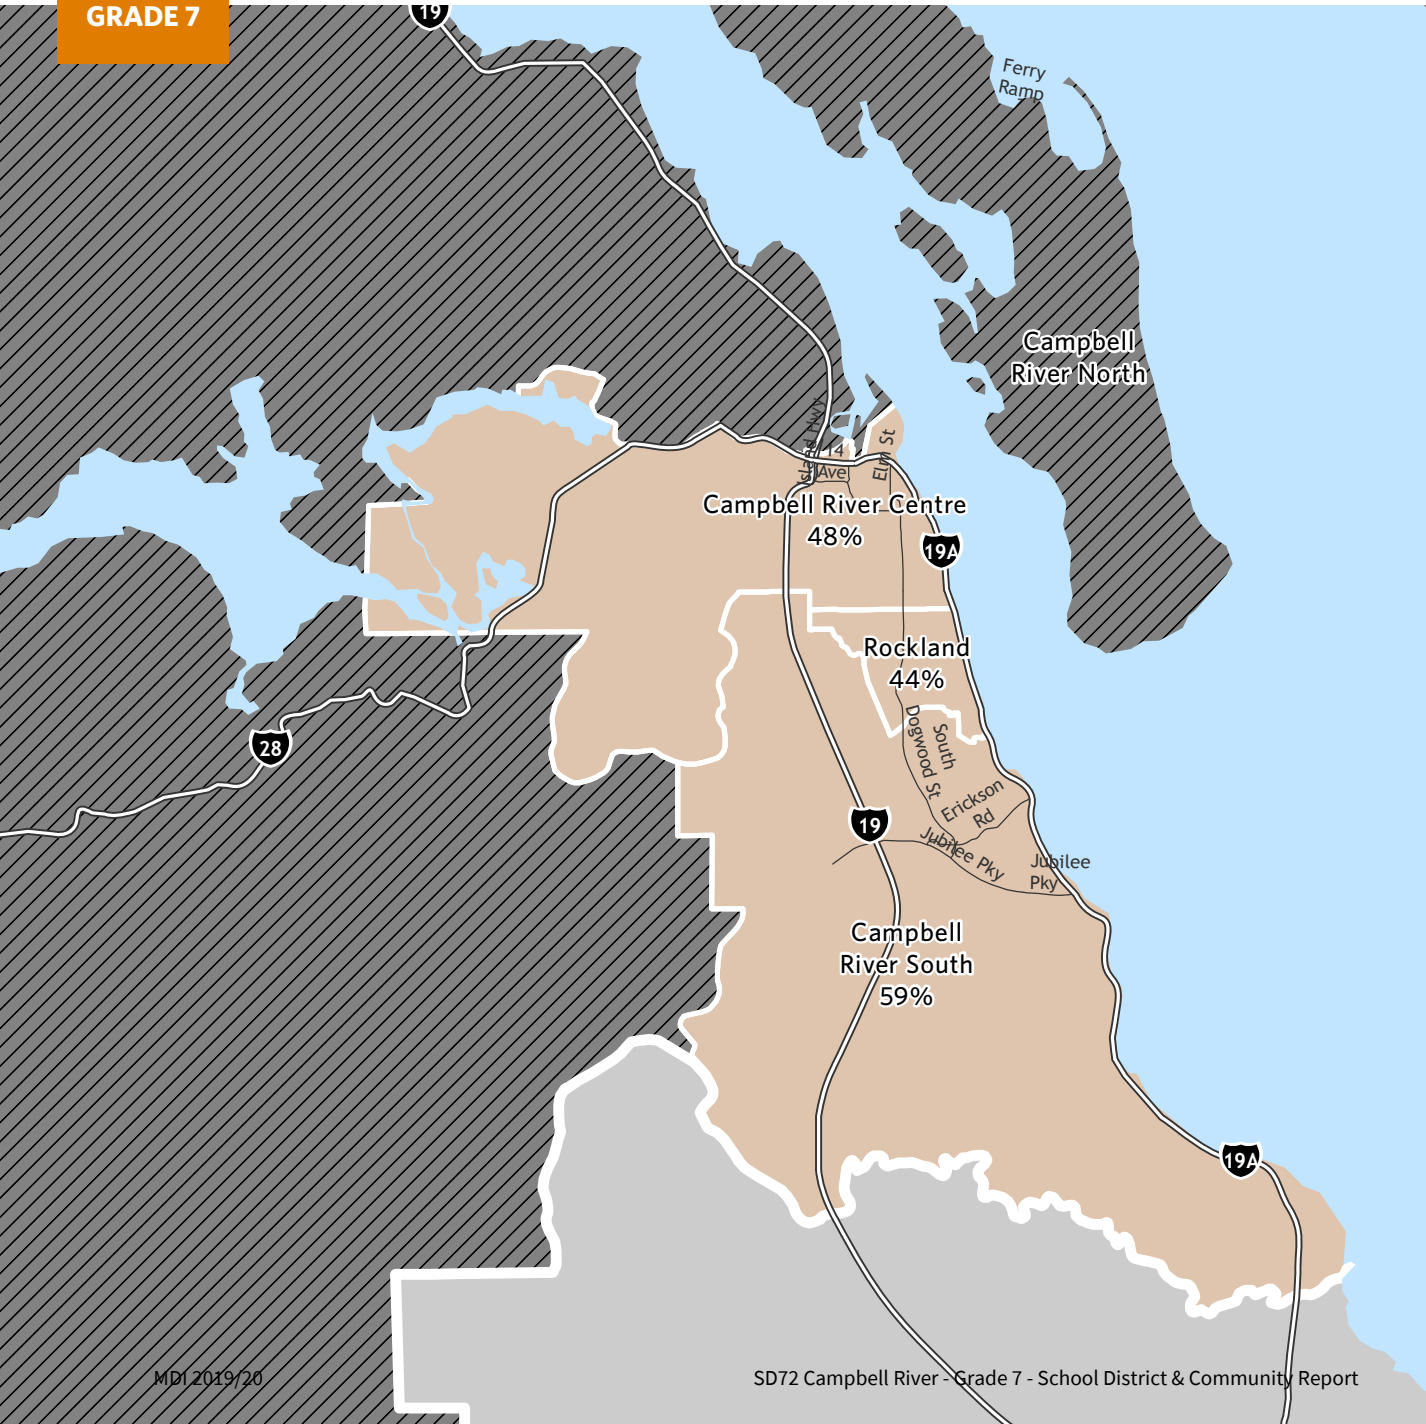 GRADE 7
19
Ferry
Ramp
Campbell
River North
Island Hwy
14
Ave
Elm St
Campbell River Centre
48%
19A
Rockland
44%
28
Dogwood St
South
Erickson
Rd
19
Jubilee Pky
Jubilee
Pky
Campbell
River South
59%
19A
MDI 2019/20
SD72 Campbell River - Grade 7 - School District & Community Report